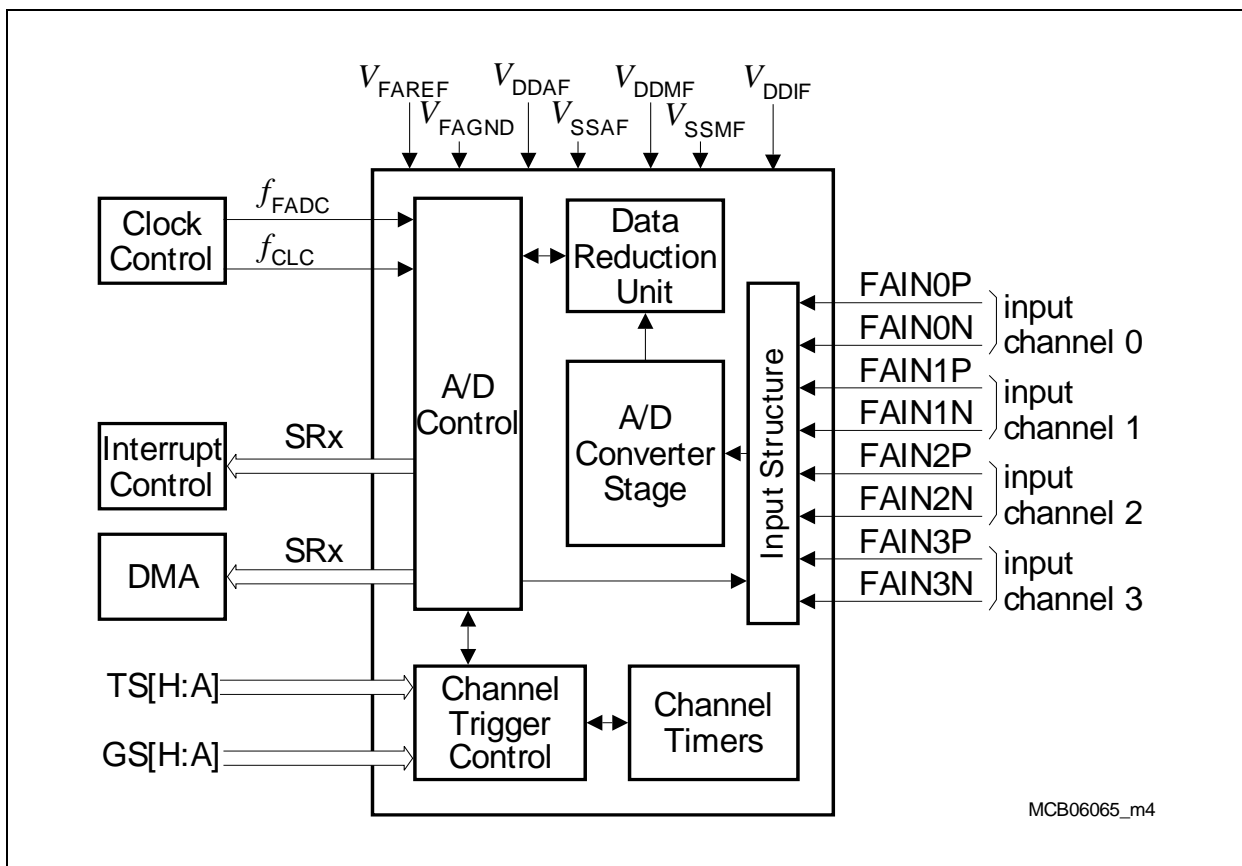 VFAREF
VDDAF
VDDMF
VDDIF
VFAGND
VSSAF
VSSMF
Clock
Control
fFADC
fCLC
A/D
Control
Data
Reduction
Unit
A/D
Converter
Stage
Input Structure
FAIN0P
FAIN0N
input
channel 0
FAIN1P
FAIN1N
input
channel 1
FAIN2P
FAIN2N
input
channel 2
FAIN3P
FAIN3N
input
channel 3
Interrupt
Control
SRx
DMA
SRx
TS[H:A]
GS[H:A]
Channel
Trigger
Control
Channel
Timers
MCB06065_m4